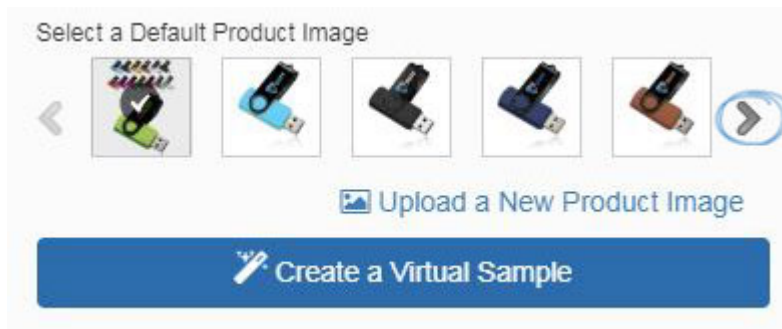 Select a Default Product Image
Upload a New Product Image
Create a Virtual Sample